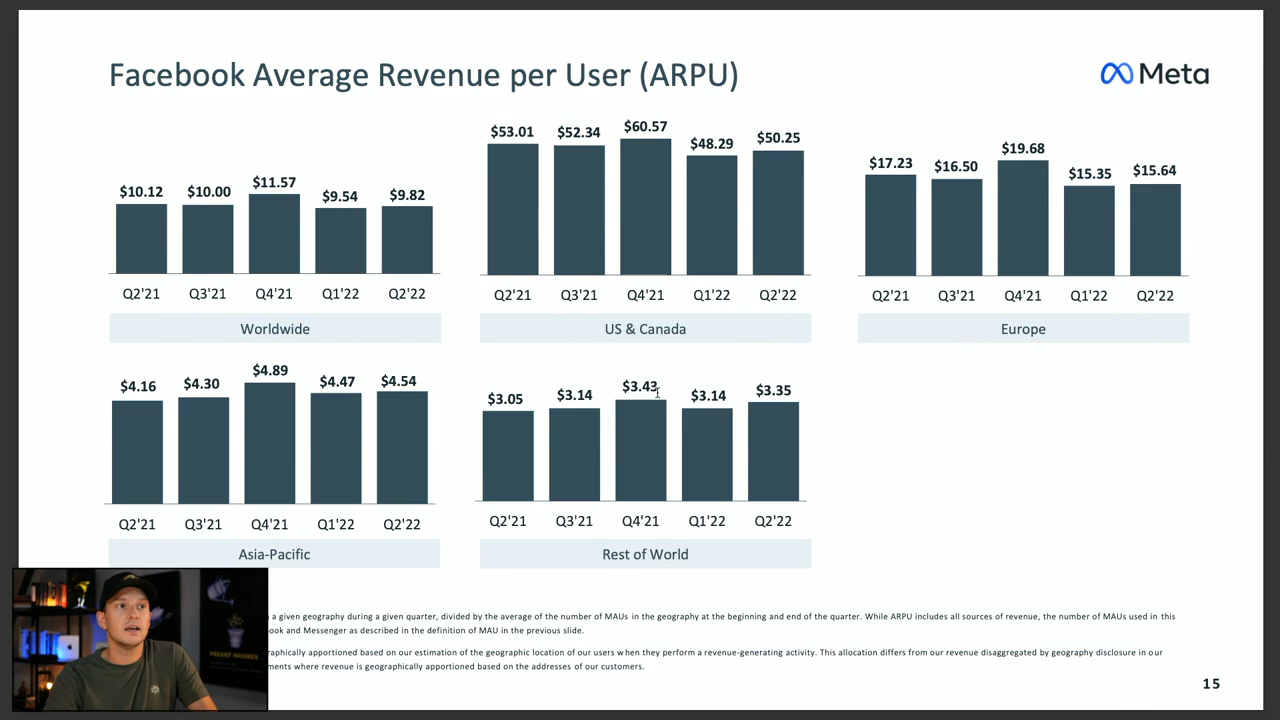 Facebook Average Revenue per User (ARPU)
Meta
$10.12 $10.00 $11.57 $9.54 $9.82
Q2'21 Q3'21 Q4'21 Q1'22 Q2'22
Worldwide
$53.01 $52.34 $60.57 $48.29 $50.25
Q2'21 Q3'21 Q4'21 Q1'22 Q2'22
US & Canada
$17.23 $16.50 $19.68 $15.35 $15.64
Q2'21 Q3'21 Q4'21 Q1'22 Q2'22
Europe
$4.16 $4.30 $4.89 $4.47 $4.54
Q2'21 Q3'21 Q4'21 Q1'22 Q2'22
Asia-Pacific
$3.05 $3.14 $3.43 $3.14 $3.35
Q2'21 Q3'21 Q4'21 Q1'22 Q2'22
Rest of World
a given geography during a given quarter, divided by the average of the number of MAUs in the geography at the beginning and end of the quarter. While ARPU includes all sources of revenue, the number of MAUs used in this
ook and Messenger as described in the definition of MAU in the previous slide.
raphically apportioned based on our estimation of the geographic location of our users when they perform a revenue-generating activity. This allocation differs from our revenue disaggregated by geography disclosure in our
ments where revenue is geographically apportioned based on the addresses of our customers.
15